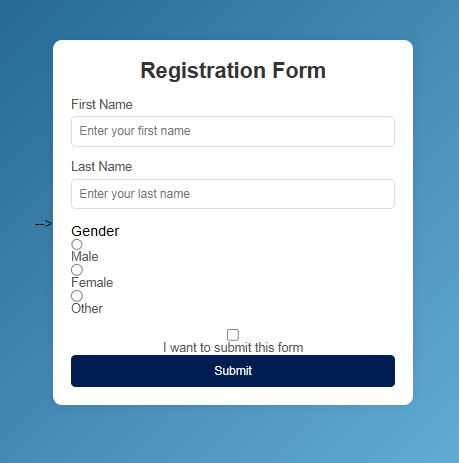 Registration Form
First Name
Enter your first name
Last Name
Enter your last name
-->
Gender
Male
Female
Other
I want to submit this form
Submit